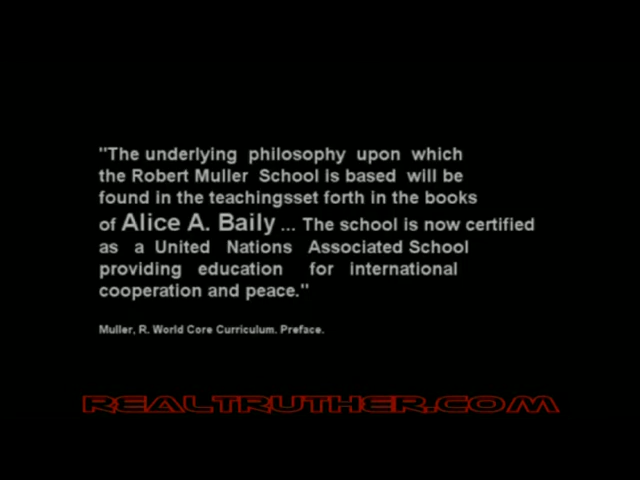 "The underlying philosophy upon which
the Robert Muller School is based will be
found in the teachingsset forth in the books
of Alice A. Baily ... The school is now certified
as a United Nations Associated School
providing education for international
cooperation and peace."
Muller, R. World Core Curriculum. Preface.
REALTRUTHER.COM